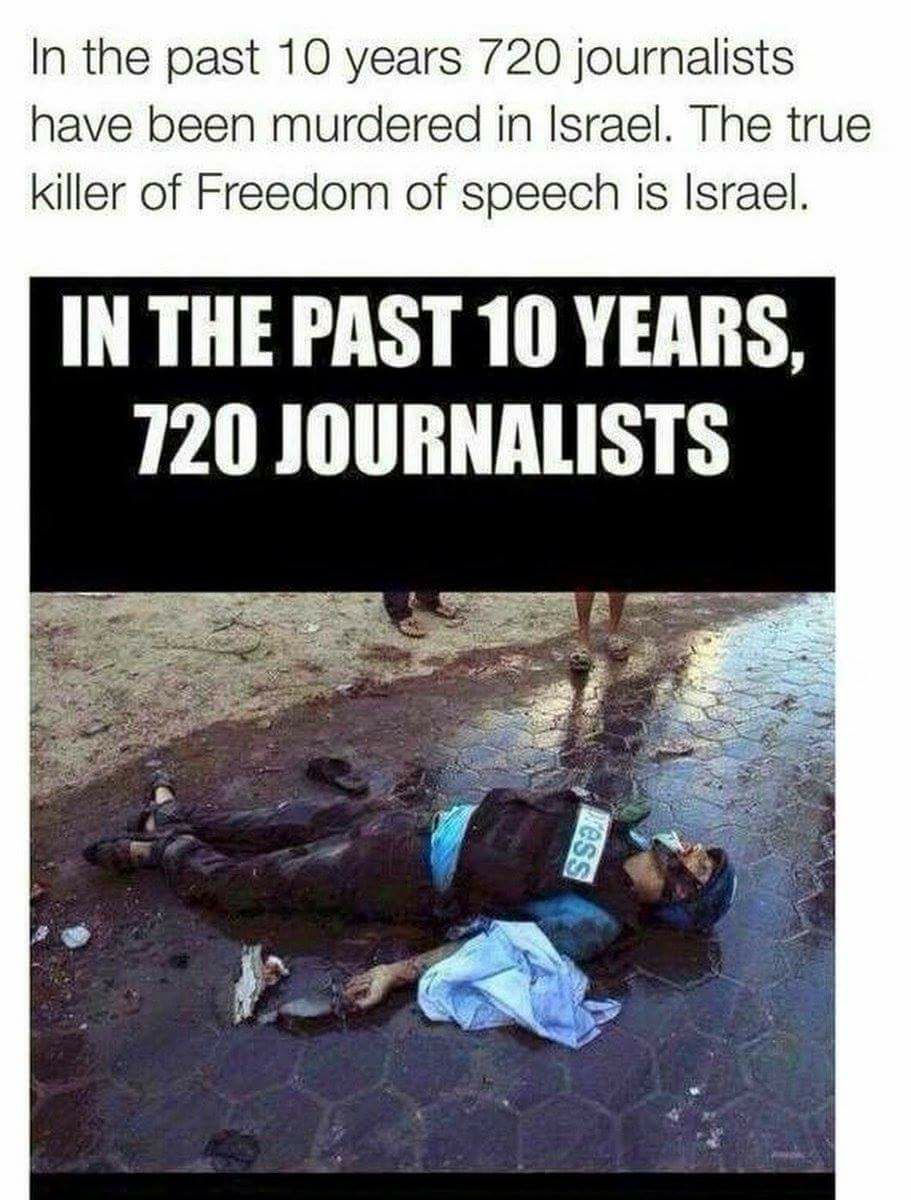 In the past 10 years 720 journalists
have been murdered in Israel. The true
killer of Freedom of speech is Israel.
IN THE PAST 10 YEARS,
720 JOURNALISTS
ress